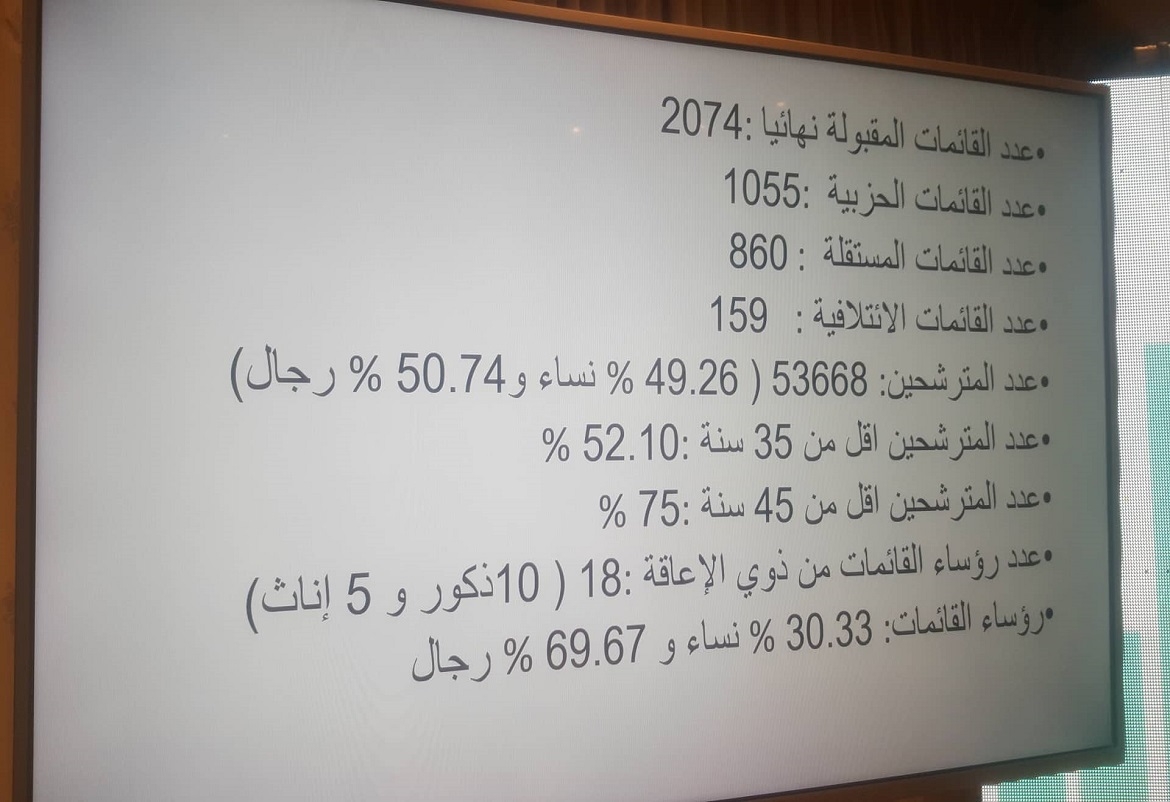 •عدد القائمات المقبولة نهائيا :2074
•عدد القائمات الحزبية :1055
•عدد القائمات المستقلة : 860
•عدد القائمات الائتلافية : 159
•عدد المترشحين: 53668 ( 49.26 % نساء و50.74 % رجال)
•عدد المترشحين اقل من 35 سنة :52.10 %
•عدد المترشحين اقل من 45 سنة :75 %
•عدد رؤساء القائمات من ذوي الإعاقة :18 ( 10ذكور و 5 إناث)
•رؤساء القائمات: 30.33 % نساء و 69.67 % رجال